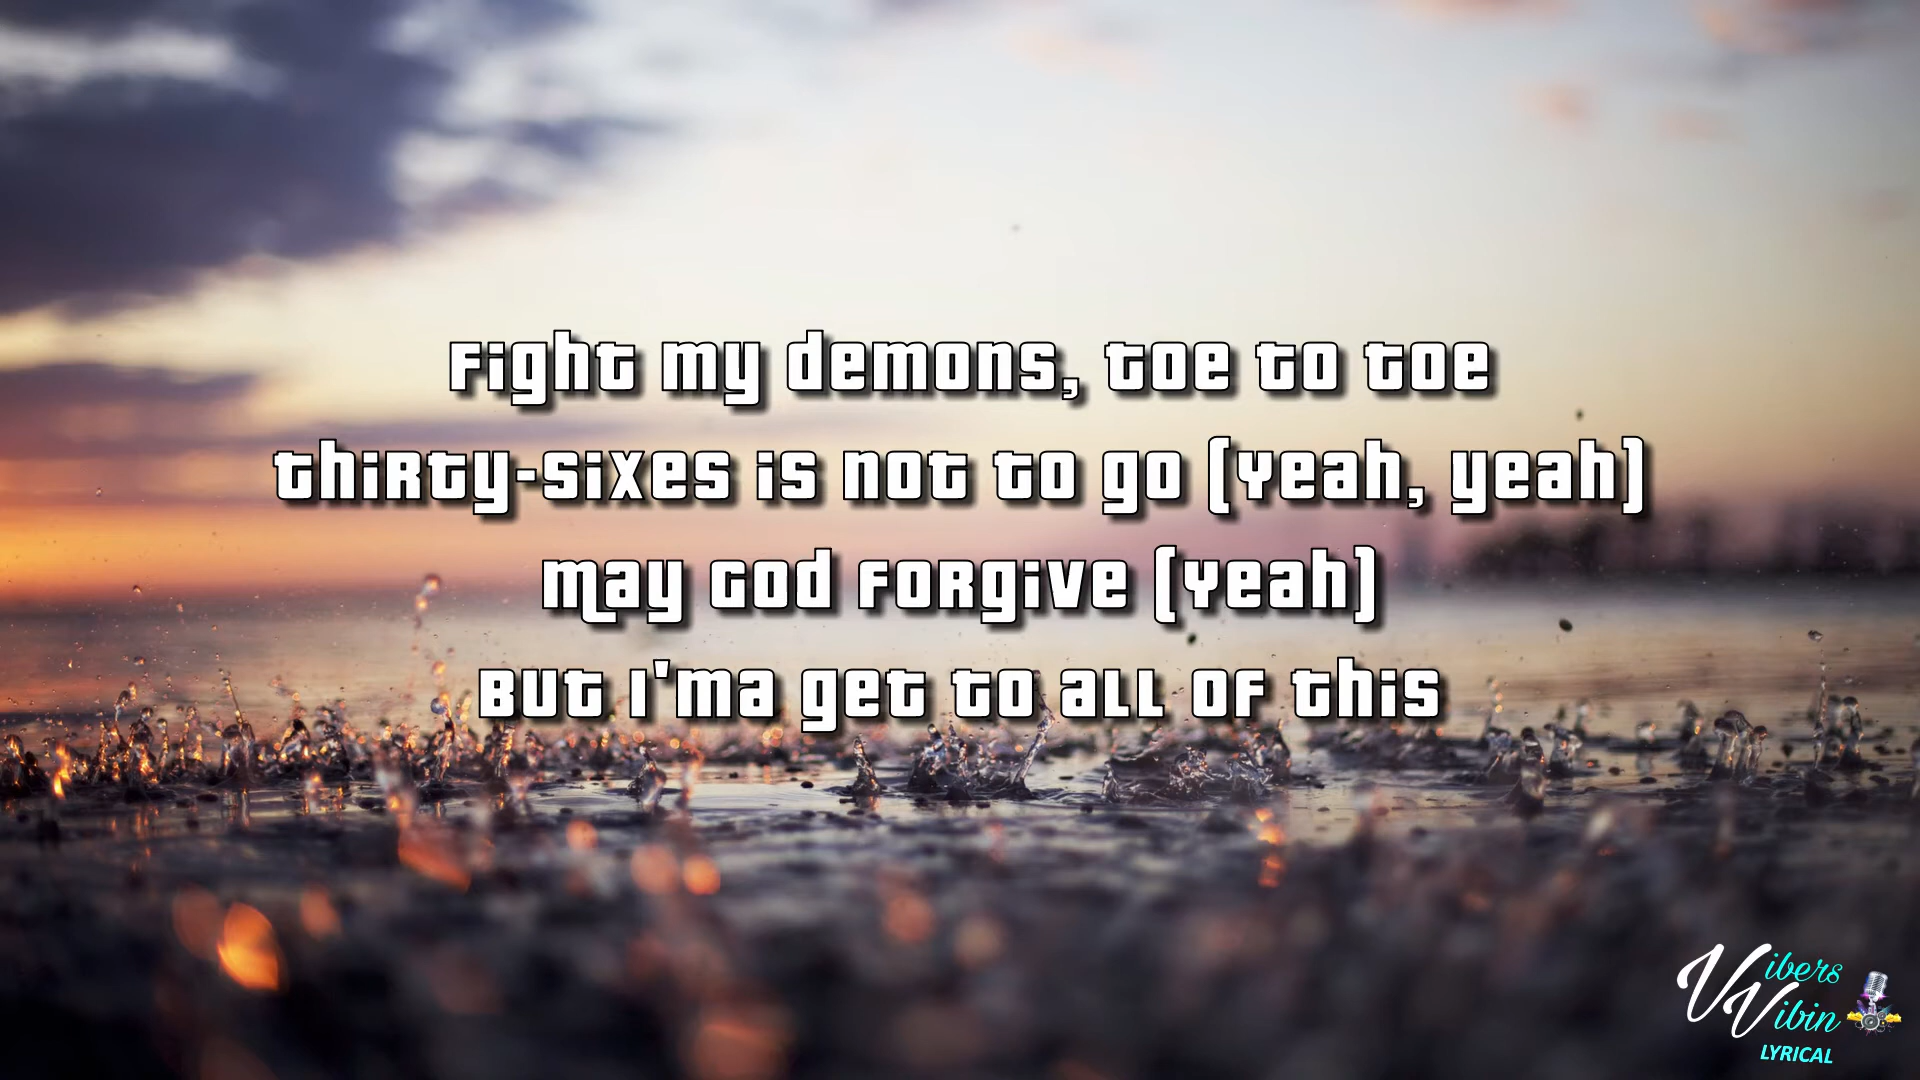 Fight my demons, toe to toe
Thirty-sixes is not to go (Yeah, yeah)
May God forgive (Yeah)
But I'ma get to all of this
Vibers
Vibin
LYRICAL